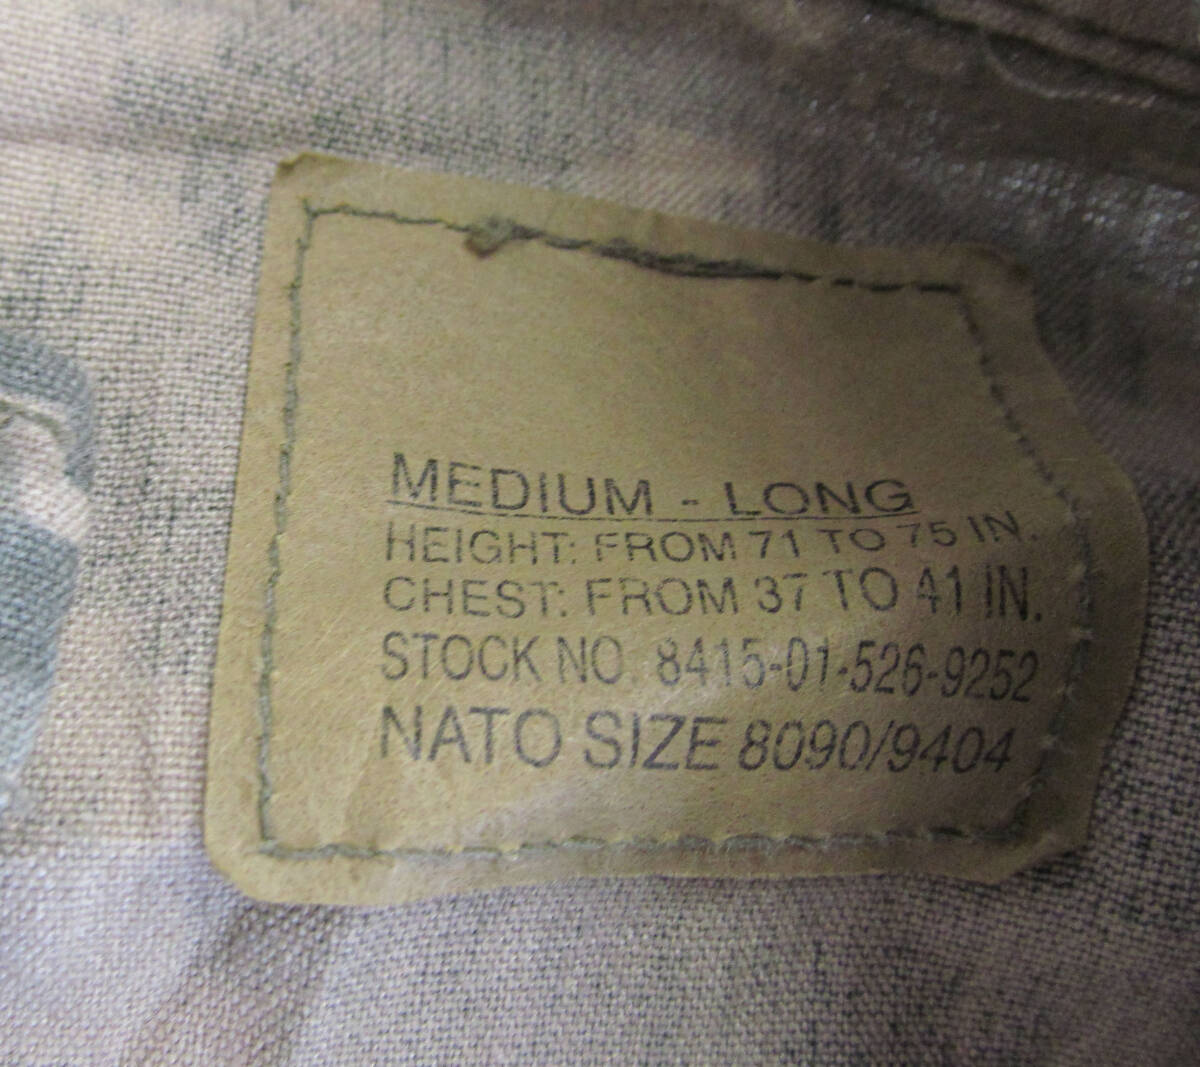 MEDIUM - LONG
HEIGHT: FROM 71 TO 75 IN.
CHEST: FROM 37 TO 41 IN.
STOCK NO. 8415-01-526-9252
NATO SIZE 8090/9404